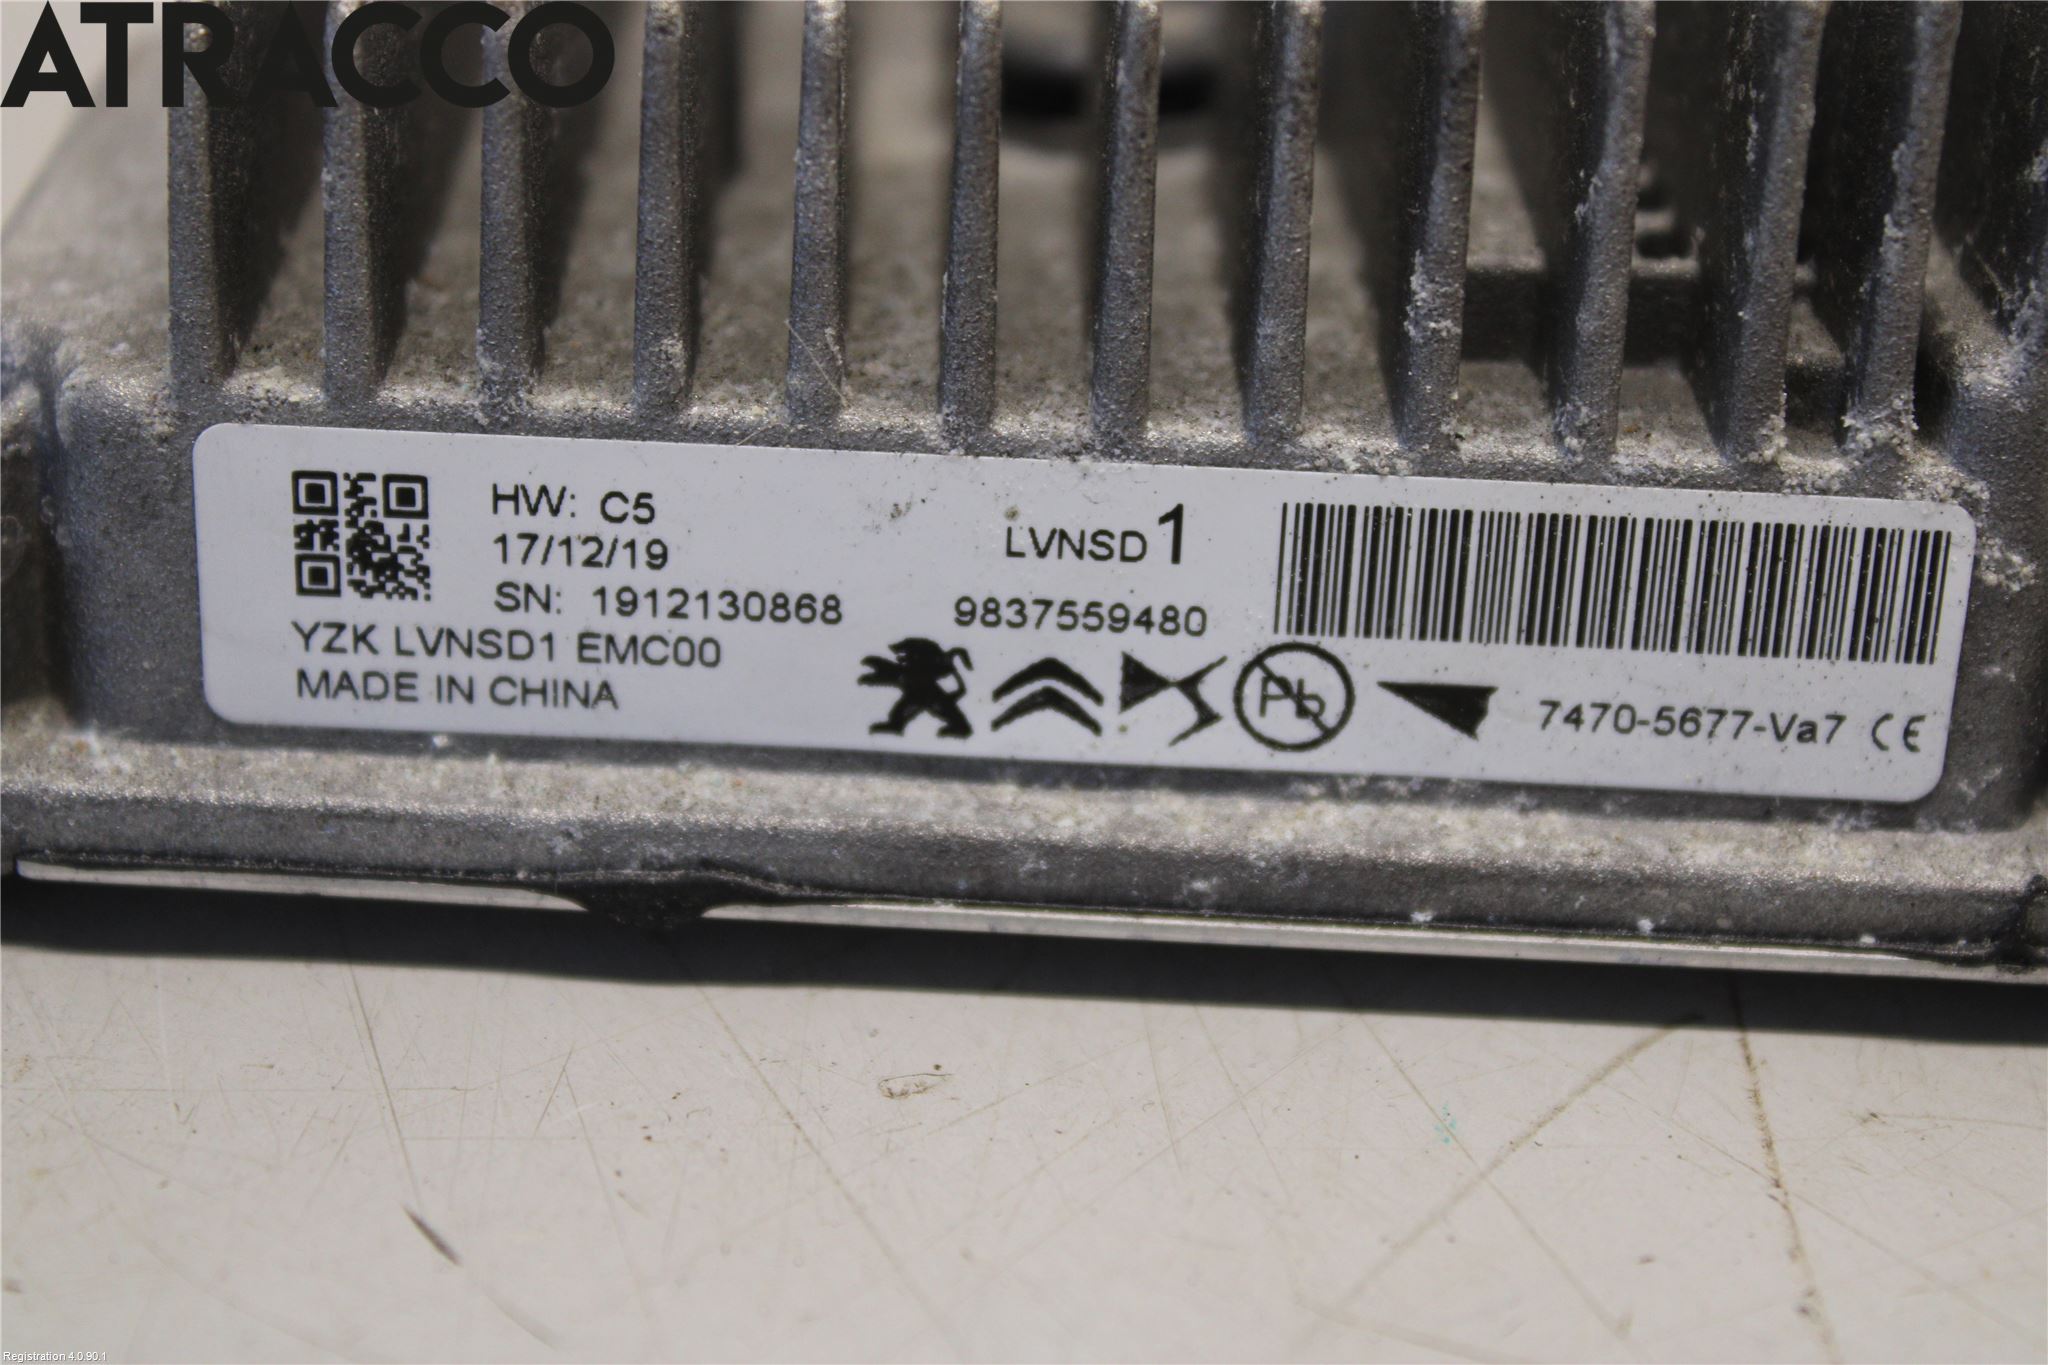 ATRACCO
HW: C5
17/12/19
SN: 1912130868
YZK LVNSD1 EMC00
MADE IN CHINA
LVNSD1
9837559480
Pb
7470-5677-Va7 CE
Registration 4.0.90.1